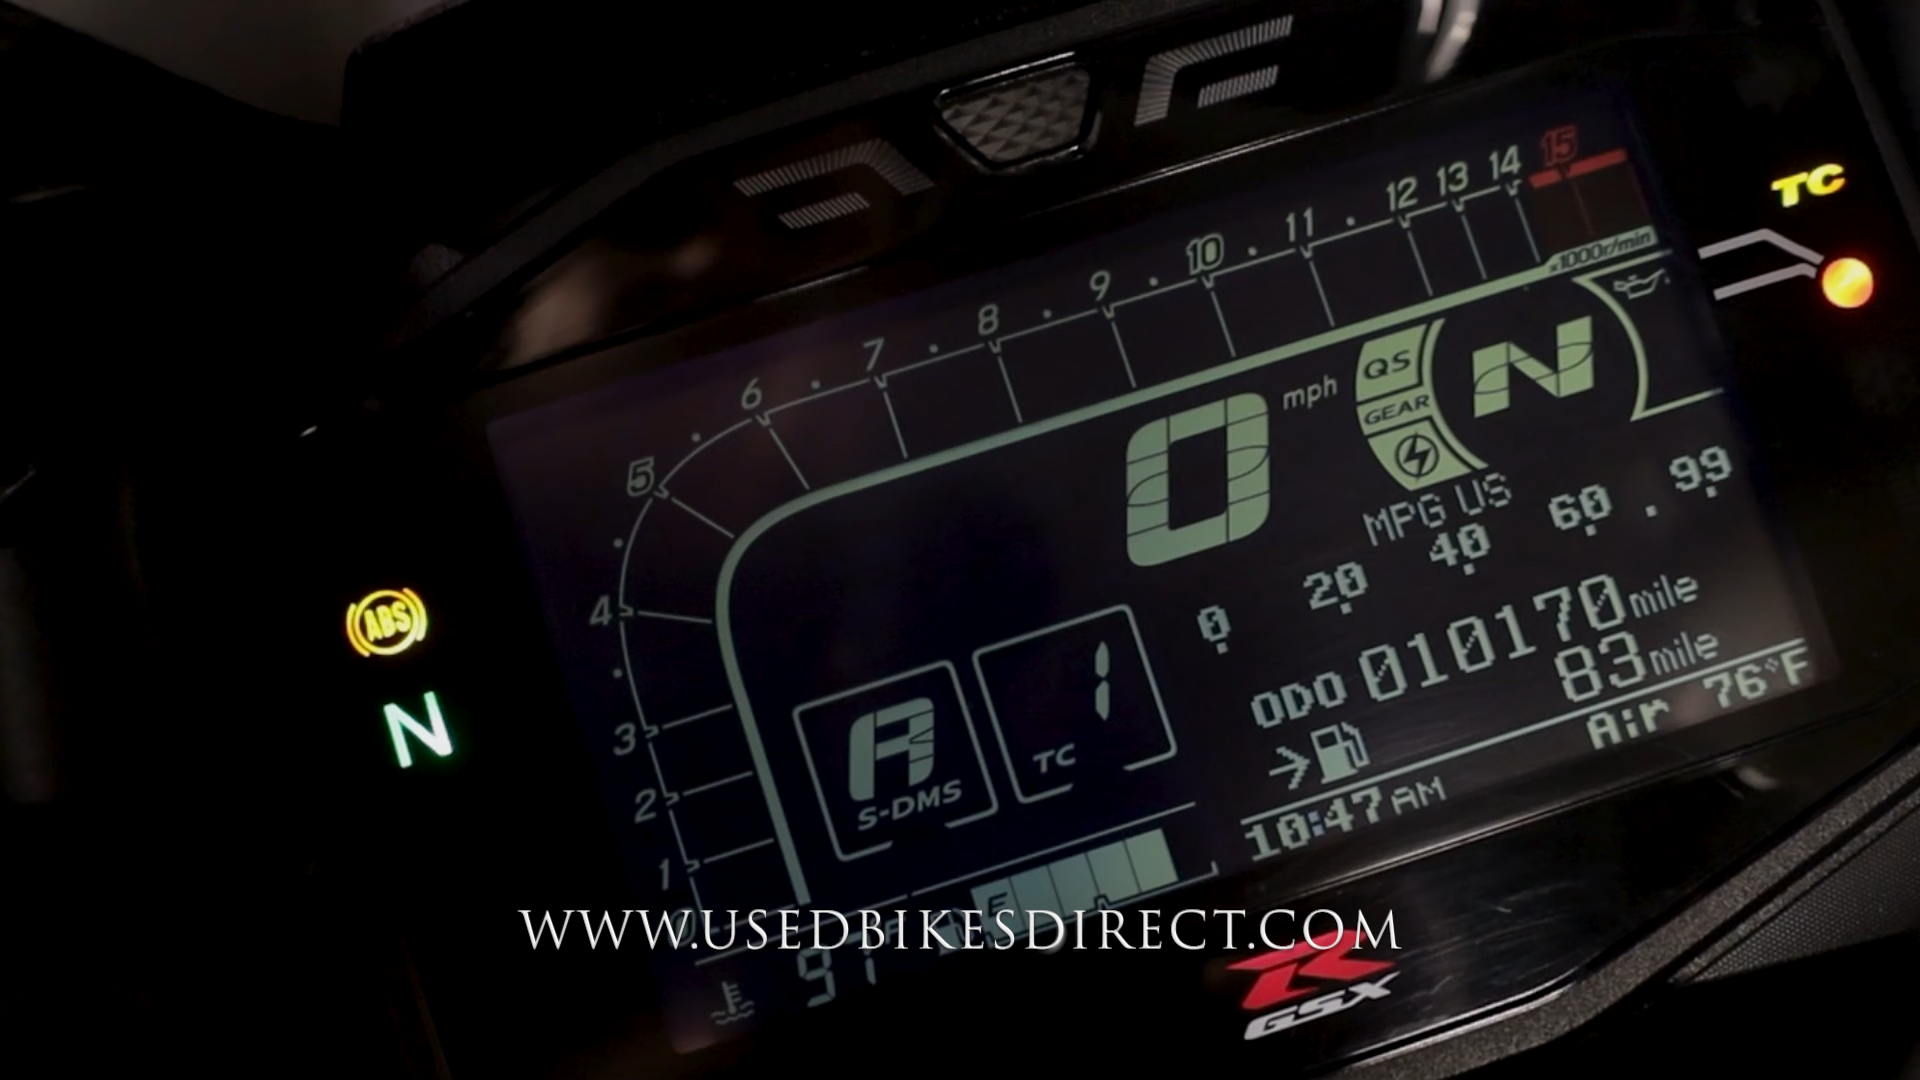 15
14
13
12
11
10
9
8
7
6
5
4
3
2
1
0
x1000r/min
TC
0 mph
QS
GEAR
N
MPG US
0 20 40 60 . 99
ABS
N
ODO 010170 mile
83 mile
A
S-DMS
1
TC
Air 76°F
10:47 AM
E
WWW.USEDBIKESDIRECT.COM
R
GSX